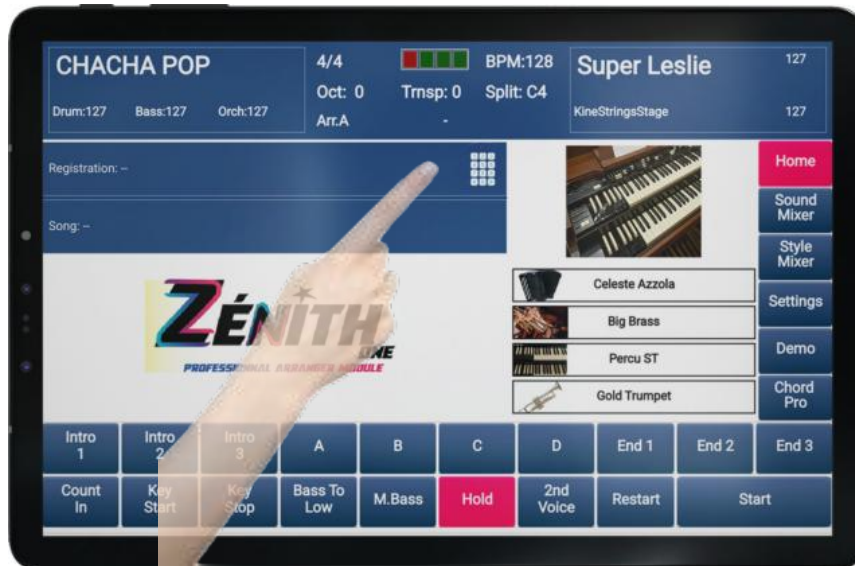 CHACHA POP
Drum:127 Bass:127 Orch:127
4/4 BPM:128
Oct: 0 Trnsp: 0 Split: C4
Arr.A -
Super Leslie 127
KineStringsStage 127
Registration: –
Song: –
ZÉNITH
ONE
PROFESSIONNAL ARRANGER MODULE
Celeste Azzola
Big Brass
Percu ST
Gold Trumpet
Home
Sound
Mixer
Style
Mixer
Settings
Demo
Chord
Pro
Intro
1
Intro
2
Intro
3
A
B
C
D
End 1
End 2
End 3
Count
In
Key
Start
Key
Stop
Bass To
Low
M.Bass
Hold
2nd
Voice
Restart
Start